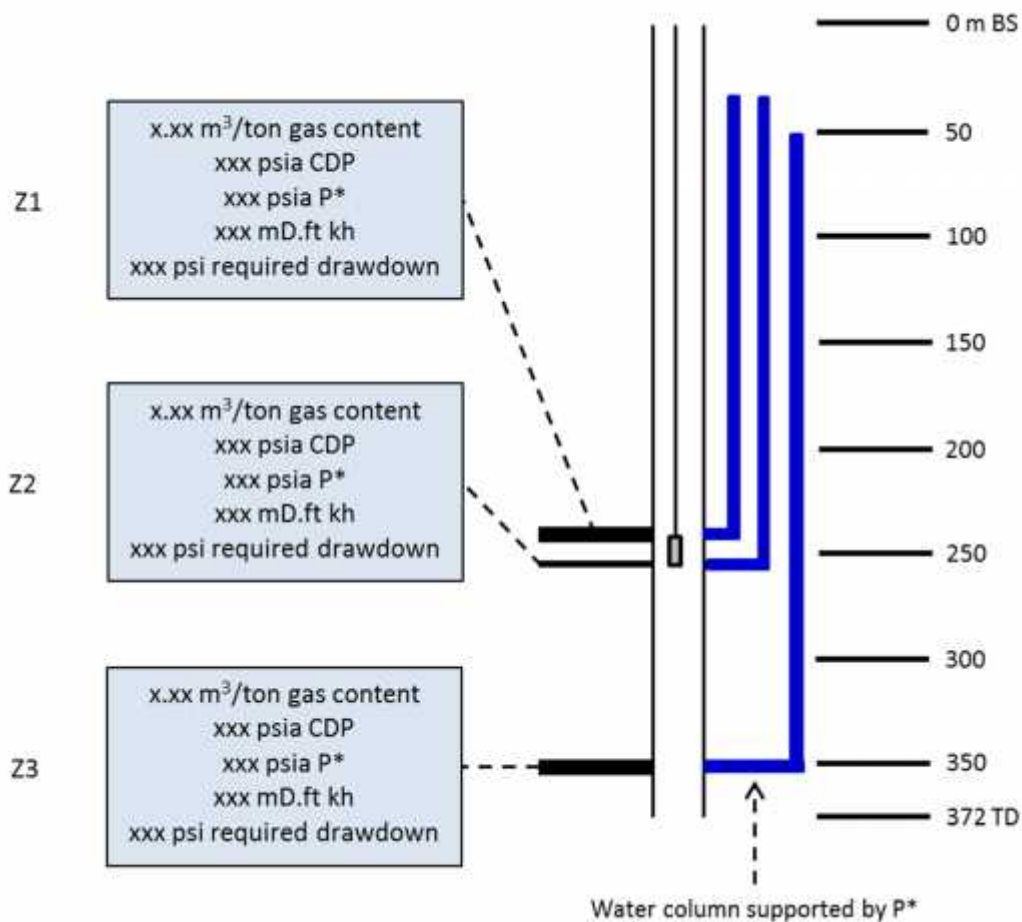 0 m BS
x.xx m³/ton gas content
xxx psia CDP
xxx psia P*
xxx mD.ft kh
xxx psi required drawdown
Z1
50
100
150
200
x.xx m³/ton gas content
xxx psia CDP
xxx psia P*
xxx mD.ft kh
xxx psi required drawdown
Z2
250
300
x.xx m³/ton gas content
xxx psia CDP
xxx psia P*
xxx mD.ft kh
xxx psi required drawdown
Z3
350
372 TD
Water column supported by P*